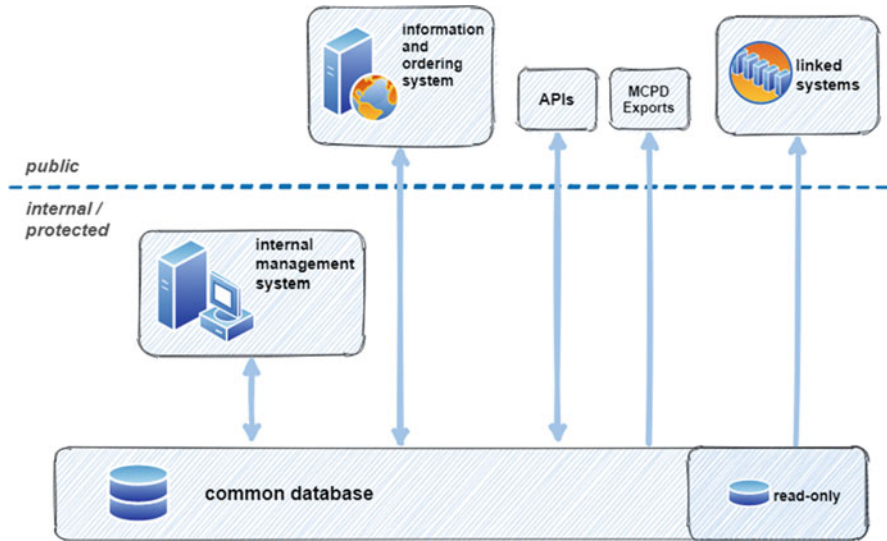 information
and
ordering
system
APIs
MCPD
Exports
linked
systems
public
internal /
protected
internal
management
system
common database
read-only